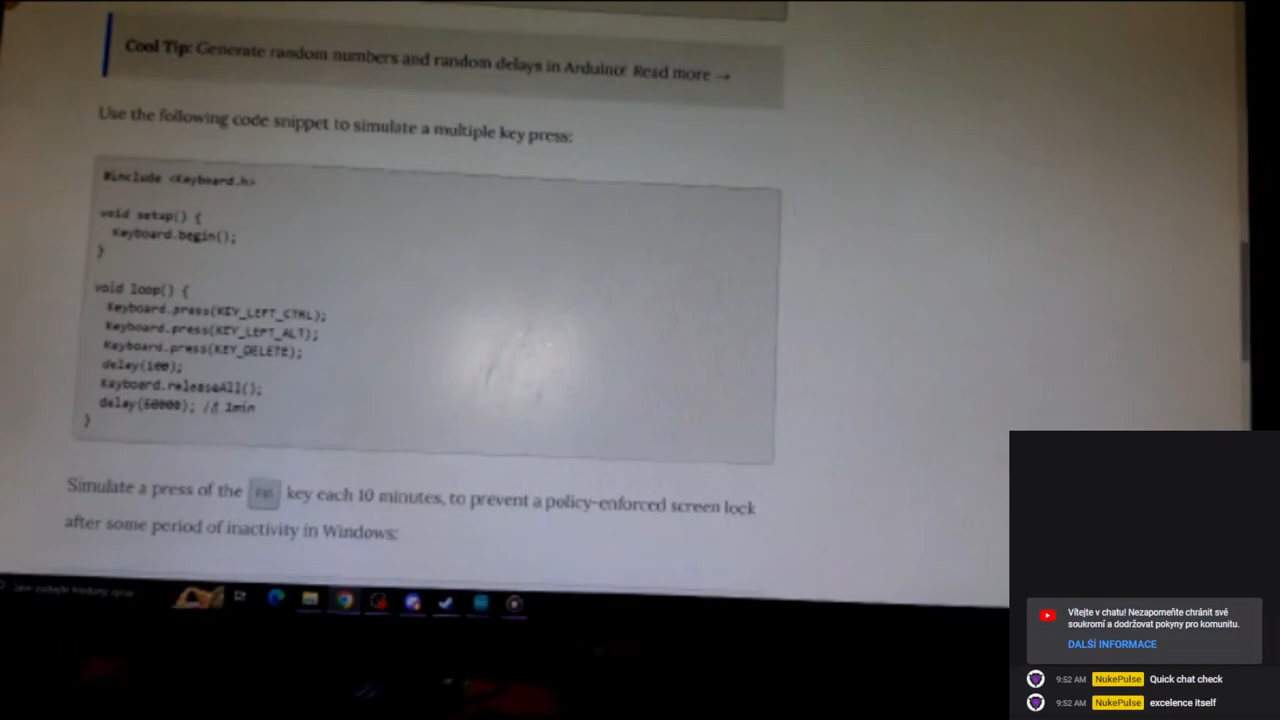 Cool Tip: Generate random numbers and random delays in Arduino! Read more →
Use the following code snippet to simulate a multiple key press:
#include <Keyboard.h>
void setup() {
Keyboard.begin();
}
void loop() {
Keyboard.press(KEY_LEFT_CTRL);
Keyboard.press(KEY_LEFT_ALT);
Keyboard.press(KEY_DELETE);
delay(100);
Keyboard.releaseAll();
delay(60000); // 1min
}
Simulate a press of the key each 10 minutes, to prevent a policy-enforced screen lock
after some period of inactivity in Windows:
Vítejte v chatu! Nezapomeňte chránit své
soukromí a dodržovat pokyny pro komunitu.
DALŠÍ INFORMACE
9:52 AM NukePulse Quick chat check
9:52 AM NukePulse excelence itself